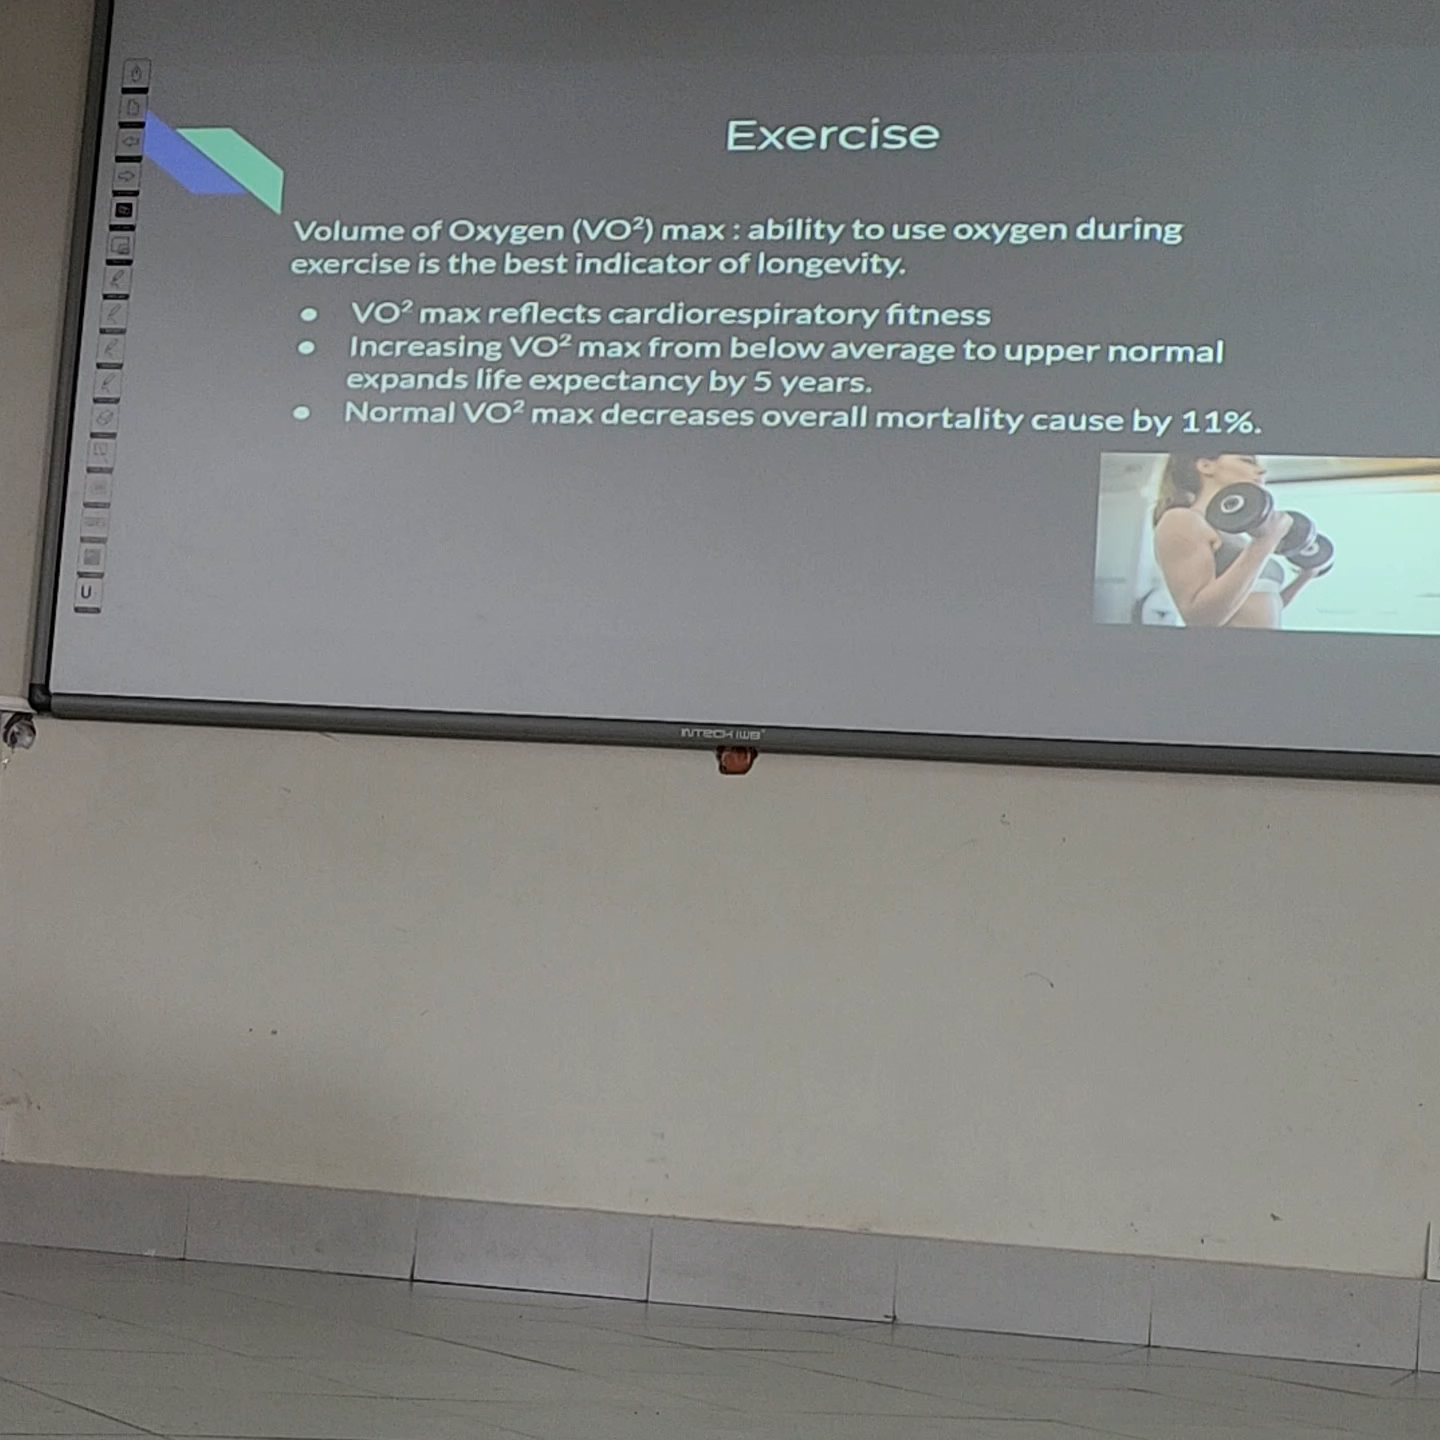 Exercise
Volume of Oxygen (VO²) max : ability to use oxygen during
exercise is the best indicator of longevity.
• VO² max reflects cardiorespiratory fitness
• Increasing VO² max from below average to upper normal
expands life expectancy by 5 years.
• Normal VO² max decreases overall mortality cause by 11%.
U
INTECH IWB